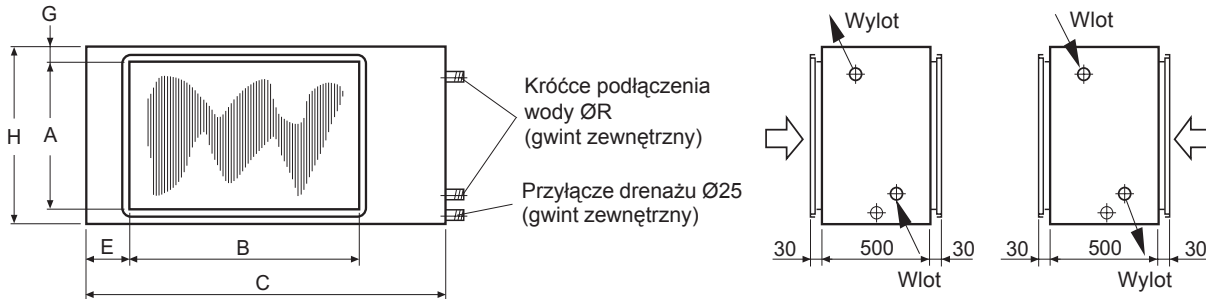 G
H
A
E
B
C
Króćce podłączenia
wody ØR
(gwint zewnętrzny)
Przyłącze drenażu Ø25
(gwint zewnętrzny)
Wylot
30
500
30
Wlot
Wlot
30
500
30
Wylot